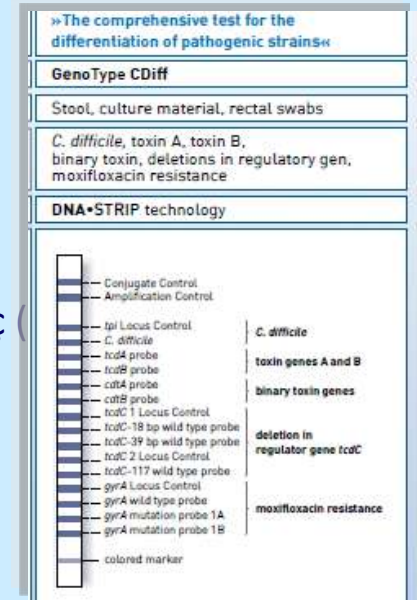 »The comprehensive test for the
differentiation of pathogenic strains«
GenoType CDiff
Stool, culture material, rectal swabs
C. difficile, toxin A, toxin B,
binary toxin, deletions in regulatory gen,
moxifloxacin resistance
DNA•STRIP technology
c (
Conjugate Control
Amplification Control
tpi Locus Control
C. difficile
C. difficile
tcdA probe
tcdB probe
toxin genes A and B
cdtA probe
cdtB probe
binary toxin genes
tcdC 1 Locus Control
tcdC-18 bp wild type probe
tcdC-39 bp wild type probe
tcdC 2 Locus Control
tcdC-117 wild type probe
deletion in
regulator gene tcdC
gyrA Locus Control
gyrA wild type probe
gyrA mutation probe 1A
gyrA mutation probe 1B
moxifloxacin resistance
colored marker